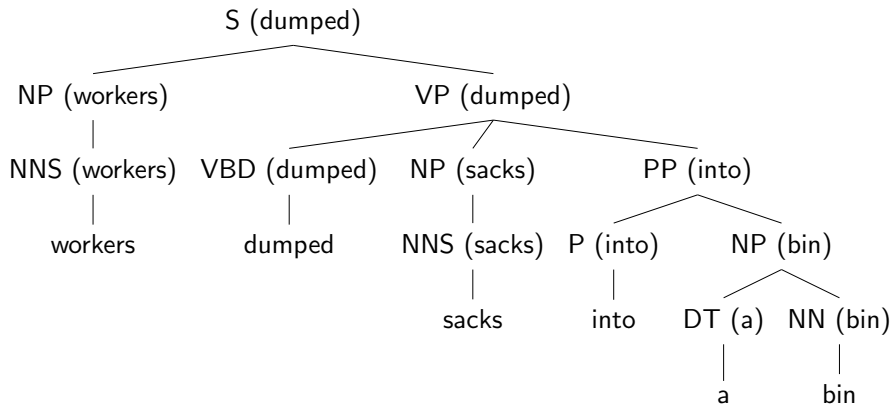 S (dumped)
NP (workers) VP (dumped)
NNS (workers) VBD (dumped) NP (sacks) PP (into)
workers dumped NNS (sacks) P (into) NP (bin)
sacks into DT (a) NN (bin)
a bin